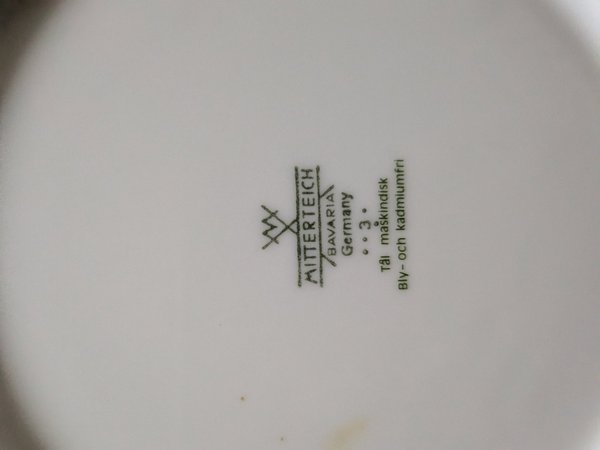 MITTERTEICH
BAVARIA
Germany
• • 3 •
Tål maskindisk
Bly- och kadmiumfri